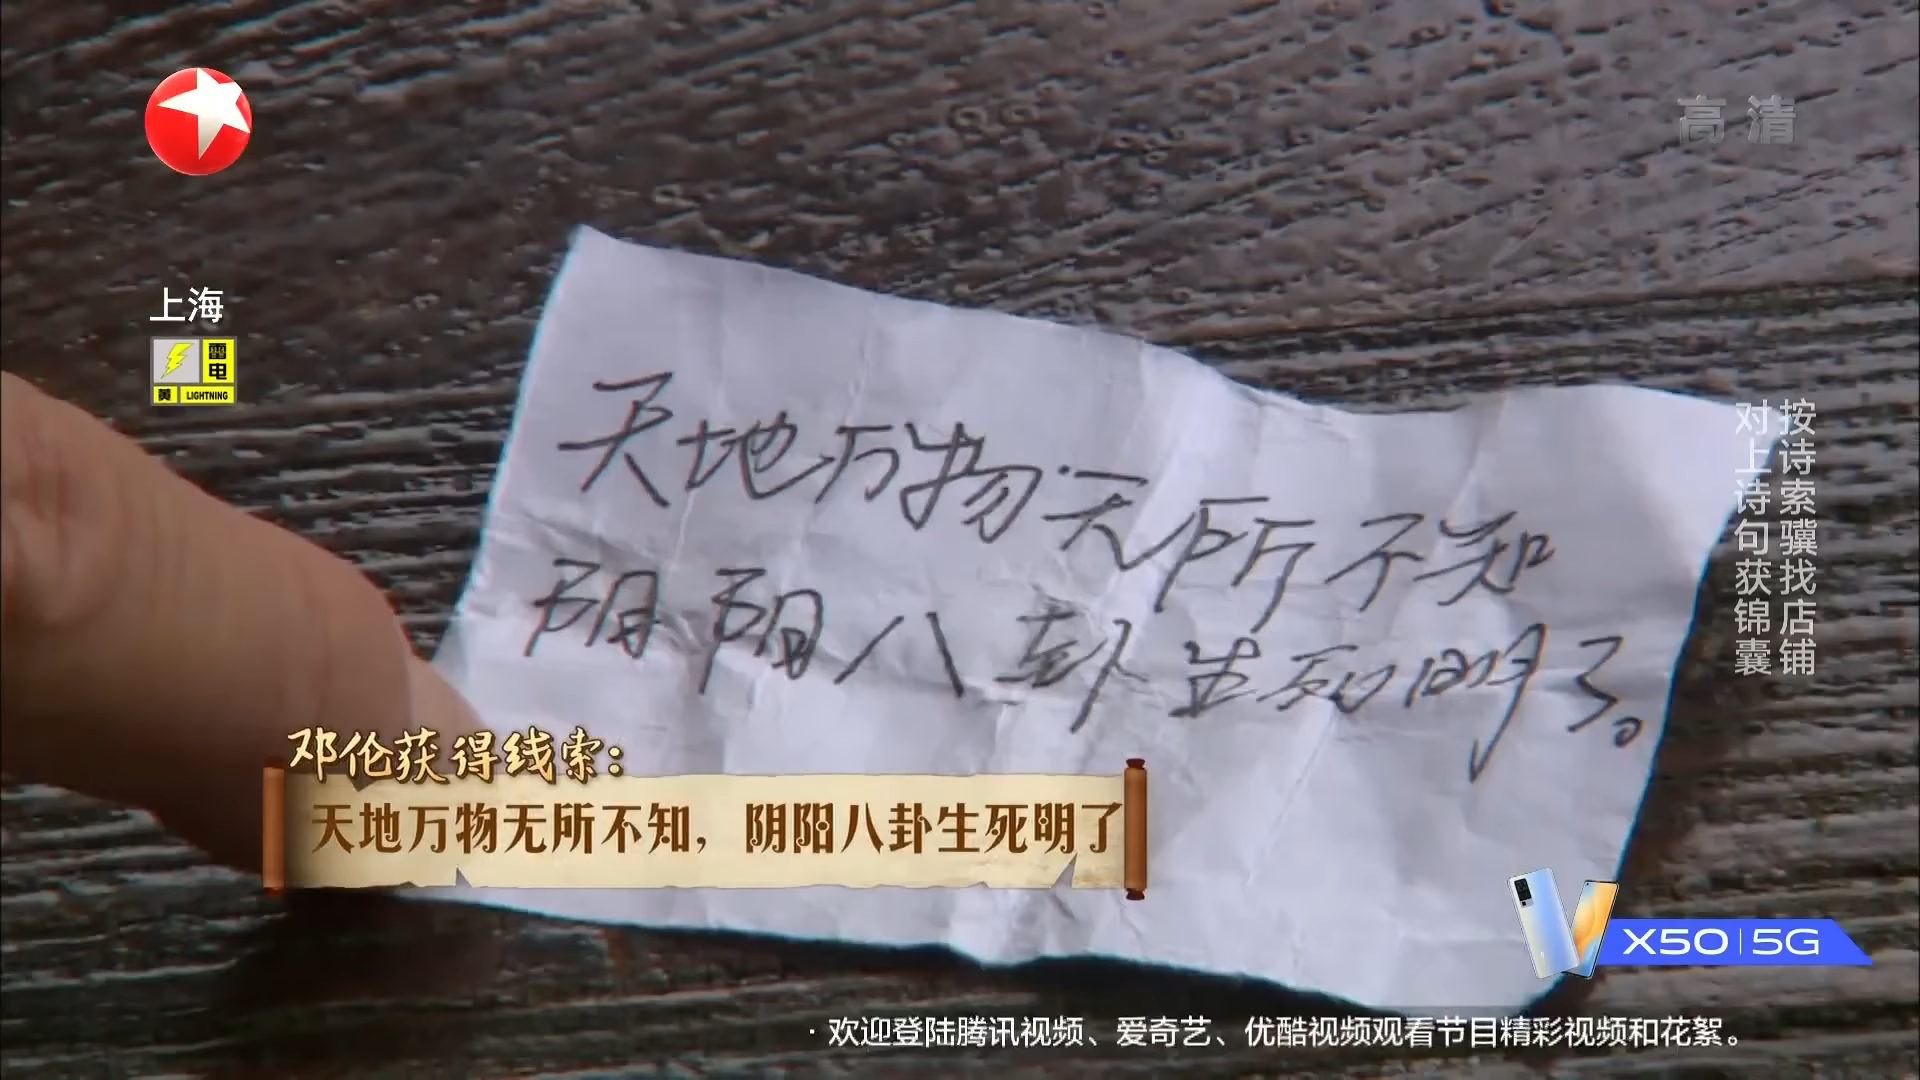 高清
上海
雷电
黄 LIGHTNING
按诗索骥找店铺
对上诗句获锦囊
天地万物无所不知
阴阳八卦生死明了。
邓伦获得线索：
天地万物无所不知，阴阳八卦生死明了
X50|5G
·欢迎登陆腾讯视频、爱奇艺、优酷视频观看节目精彩视频和花絮。